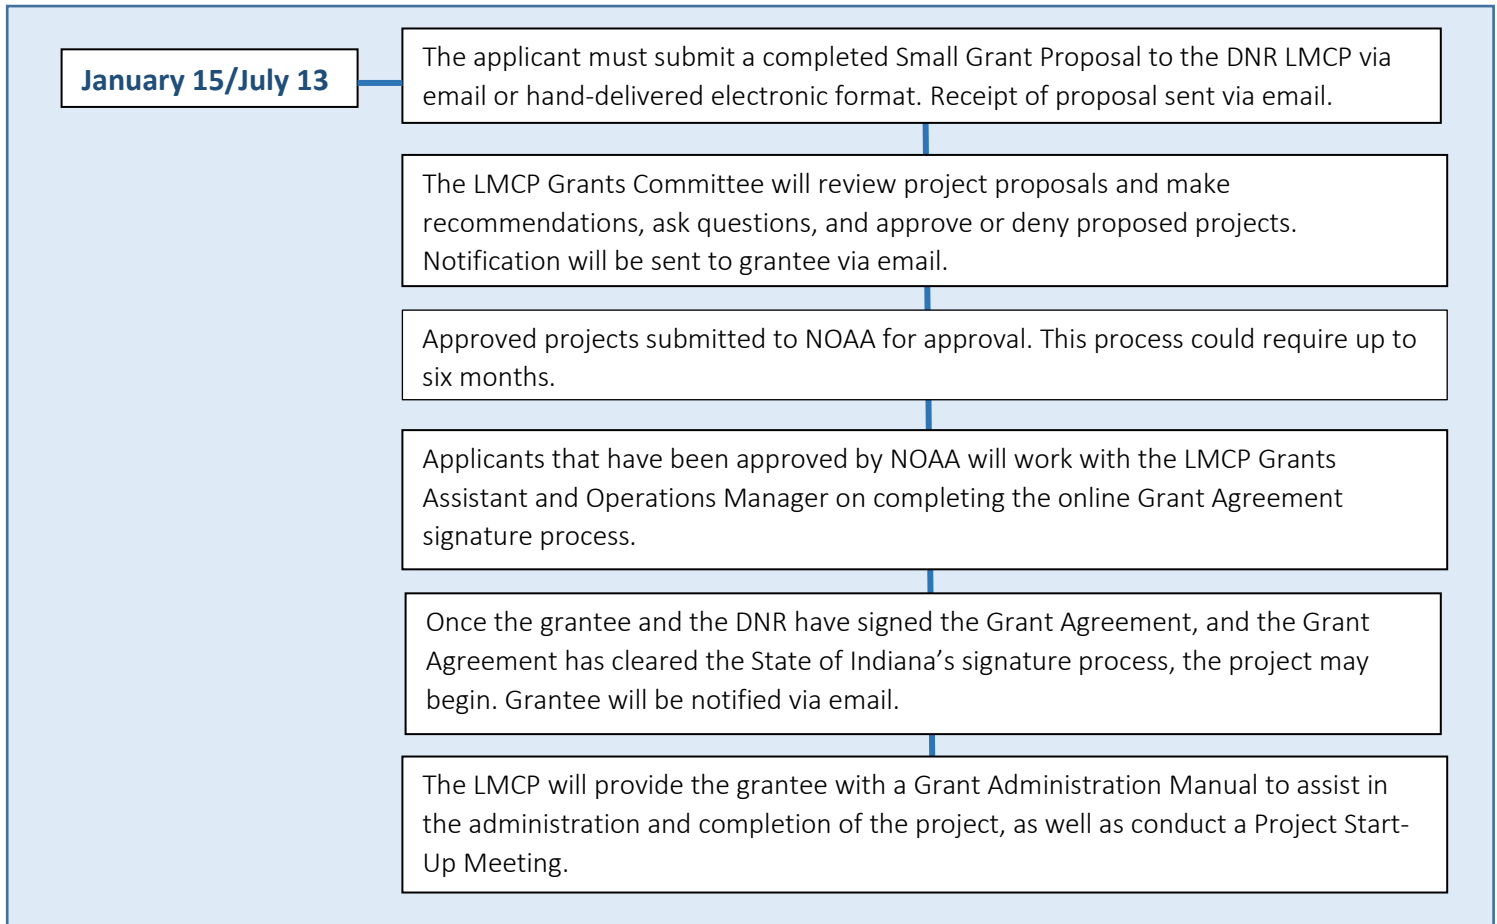 January 15/July 13
The applicant must submit a completed Small Grant Proposal to the DNR LMCP via
email or hand-delivered electronic format. Receipt of proposal sent via email.
The LMCP Grants Committee will review project proposals and make
recommendations, ask questions, and approve or deny proposed projects.
Notification will be sent to grantee via email.
Approved projects submitted to NOAA for approval. This process could require up to
six months.
Applicants that have been approved by NOAA will work with the LMCP Grants
Assistant and Operations Manager on completing the online Grant Agreement
signature process.
Once the grantee and the DNR have signed the Grant Agreement, and the Grant
Agreement has cleared the State of Indiana’s signature process, the project may
begin. Grantee will be notified via email.
The LMCP will provide the grantee with a Grant Administration Manual to assist in
the administration and completion of the project, as well as conduct a Project Start-
Up Meeting.